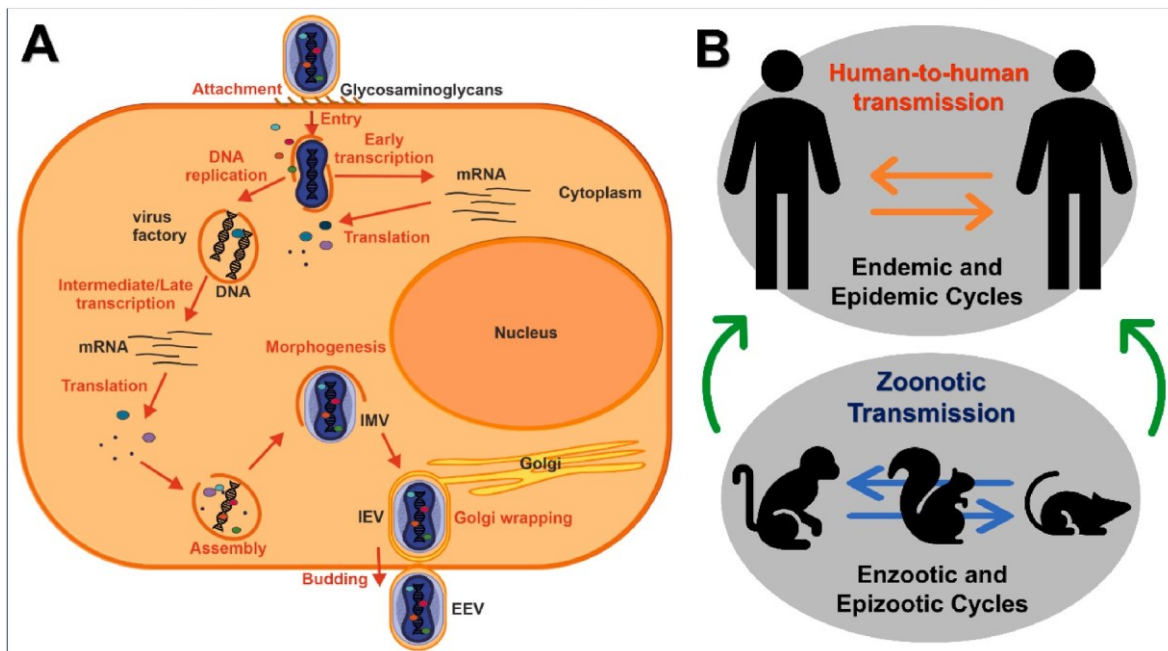 A
Attachment
Glycosaminoglycans
Entry
Early
transcription
DNA
replication
mRNA
Cytoplasm
virus
factory
Translation
DNA
Intermediate/Late
transcription
Nucleus
mRNA
Morphogenesis
Translation
IMV
Golgi
IEV
Golgi wrapping
Assembly
Budding
EEV
B
Human-to-human
transmission
Endemic and
Epidemic Cycles
Zoonotic
Transmission
Enzootic and
Epizootic Cycles